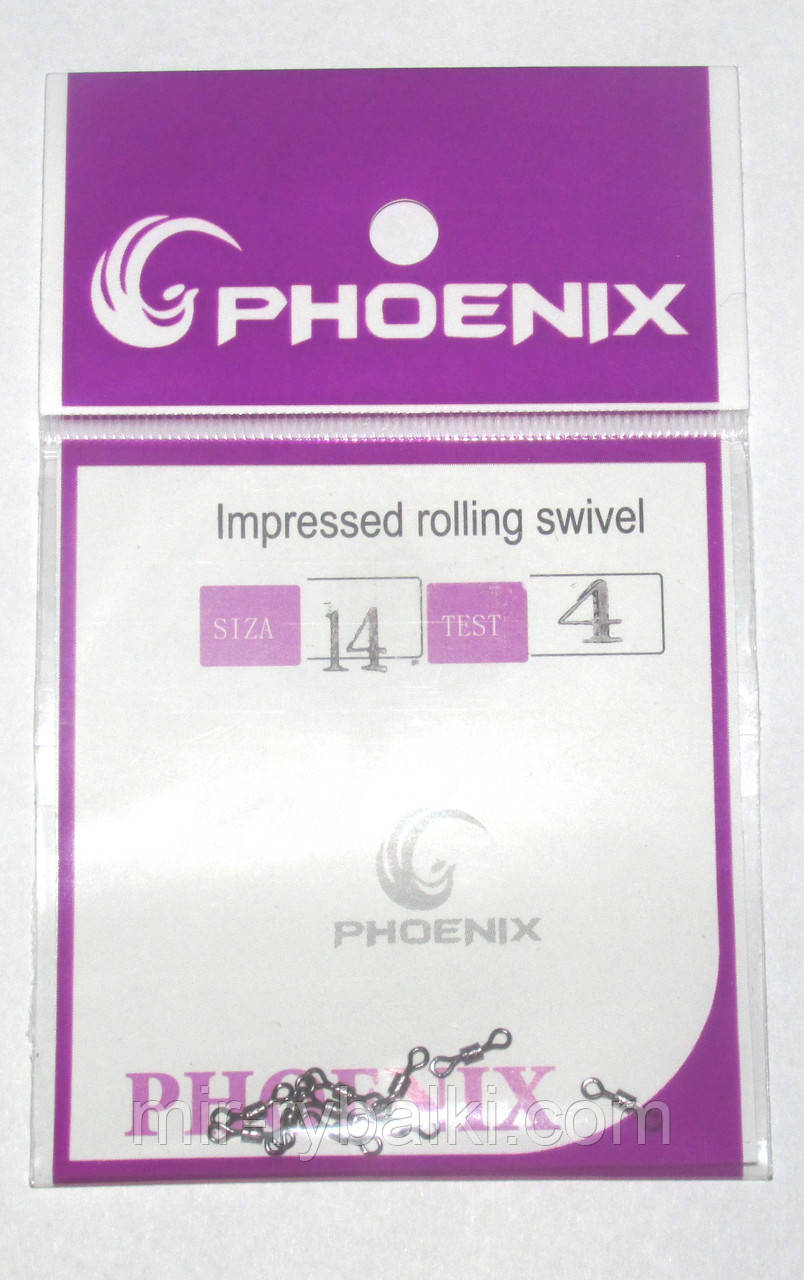 PHOENIX
Impressed rolling swivel
SIZA 14 TEST 4
PHOENIX
PHOENIX
mir-rybalki.com